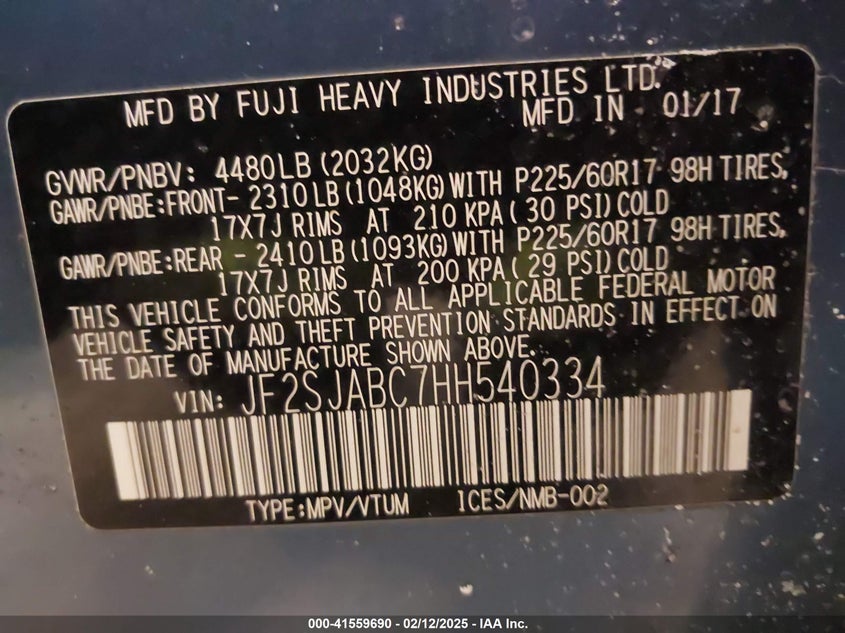 MFD BY FUJI HEAVY INDUSTRIES LTD.
MFD IN 01/17
GVWR/PNBV: 4480LB (2032KG)
GAWR/PNBE:FRONT- 2310LB (1048KG) WITH P225/60R17 98H TIRES,
17X7J RIMS AT 210 KPA( 30 PSI) COLD
GAWR/PNBE:REAR - 2410LB (1093KG) WITH P225/60R17 98H TIRES,
17X7J RIMS AT 200 KPA( 29 PSI) COLD
THIS VEHICLE CONFORMS TO ALL APPLICABLE FEDERAL MOTOR
VEHICLE SAFETY AND THEFT PREVENTION STANDARDS IN EFFECT ON
THE DATE OF MANUFACTURE SHOWN ABOVE.
VIN: JF2SJABC7HH540334
TYPE:MPV/VTUM ICES/NMB-002
000-41559690 - 02/12/2025 - IAA Inc.